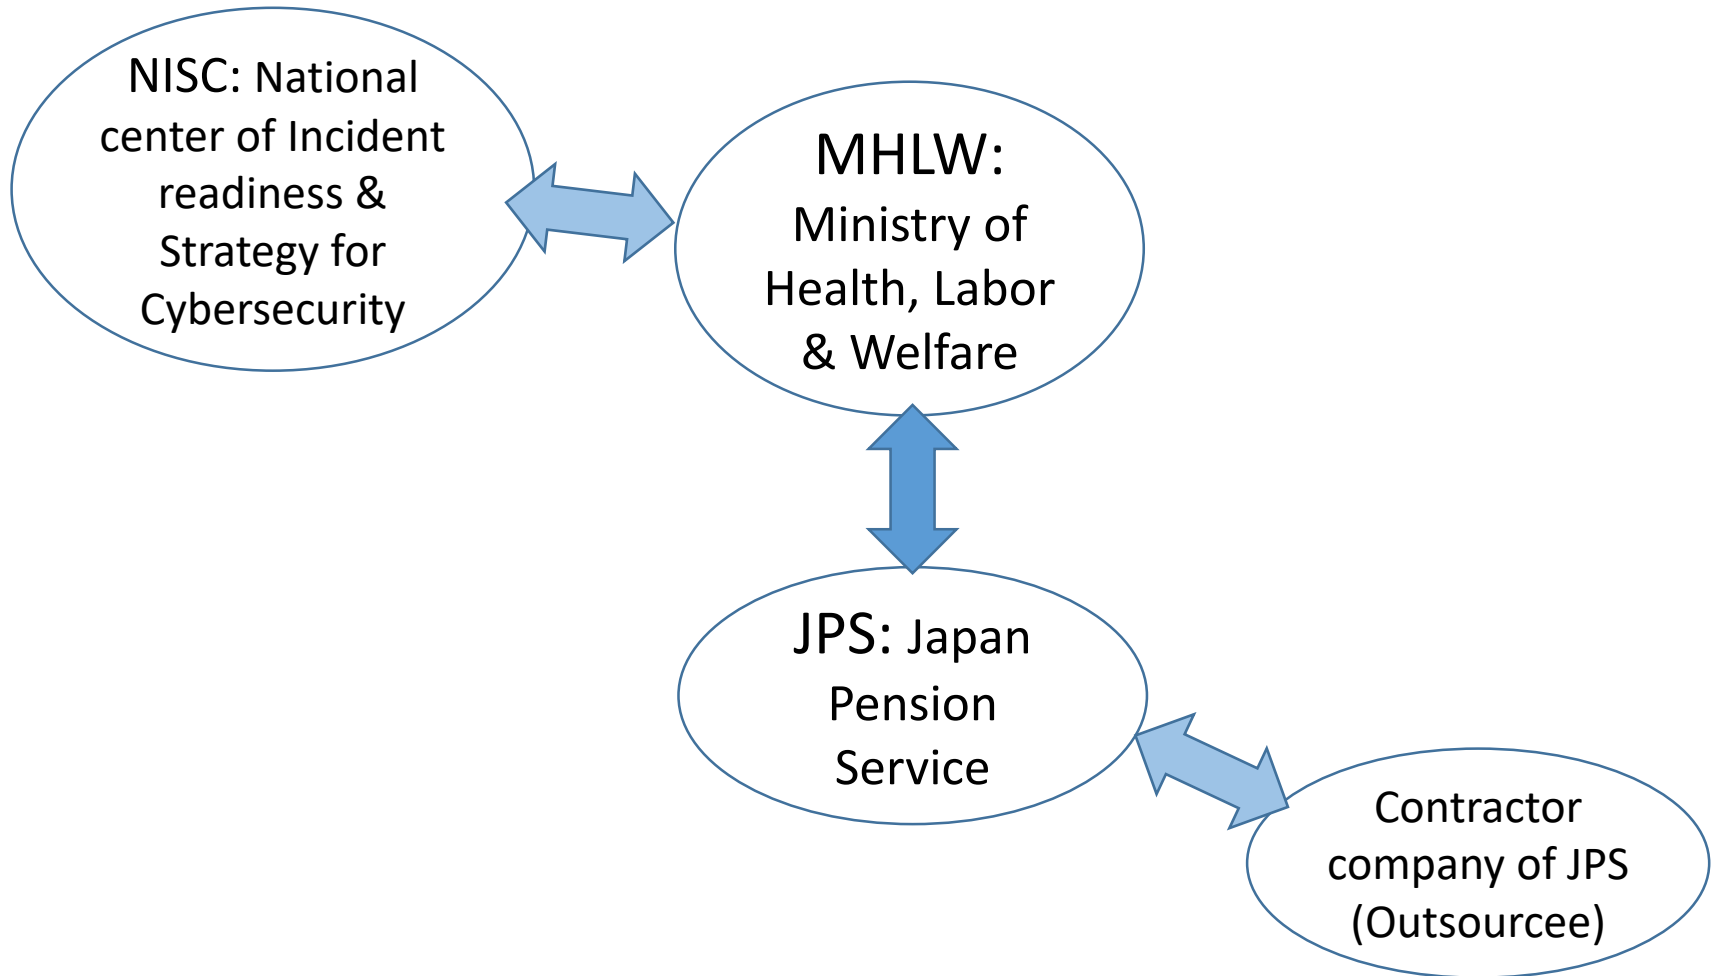 NISC: National
center of Incident
readiness &
Strategy for
Cybersecurity
MHLW:
Ministry of
Health, Labor
& Welfare
JPS: Japan
Pension
Service
Contractor
company of JPS
(Outsourcee)